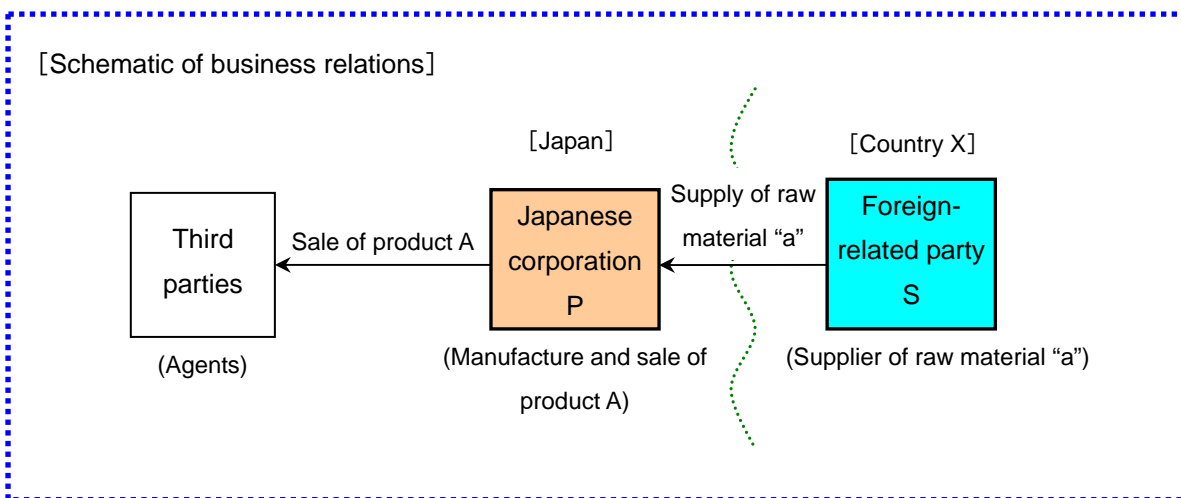 ［Schematic of business relations］
［Japan］
［Country X］
Third
parties
Sale of product A
Japanese
corporation
P
Supply of raw
material “a”
Foreign-
related party
S
(Agents)
(Manufacture and sale of
product A)
(Supplier of raw material “a”)